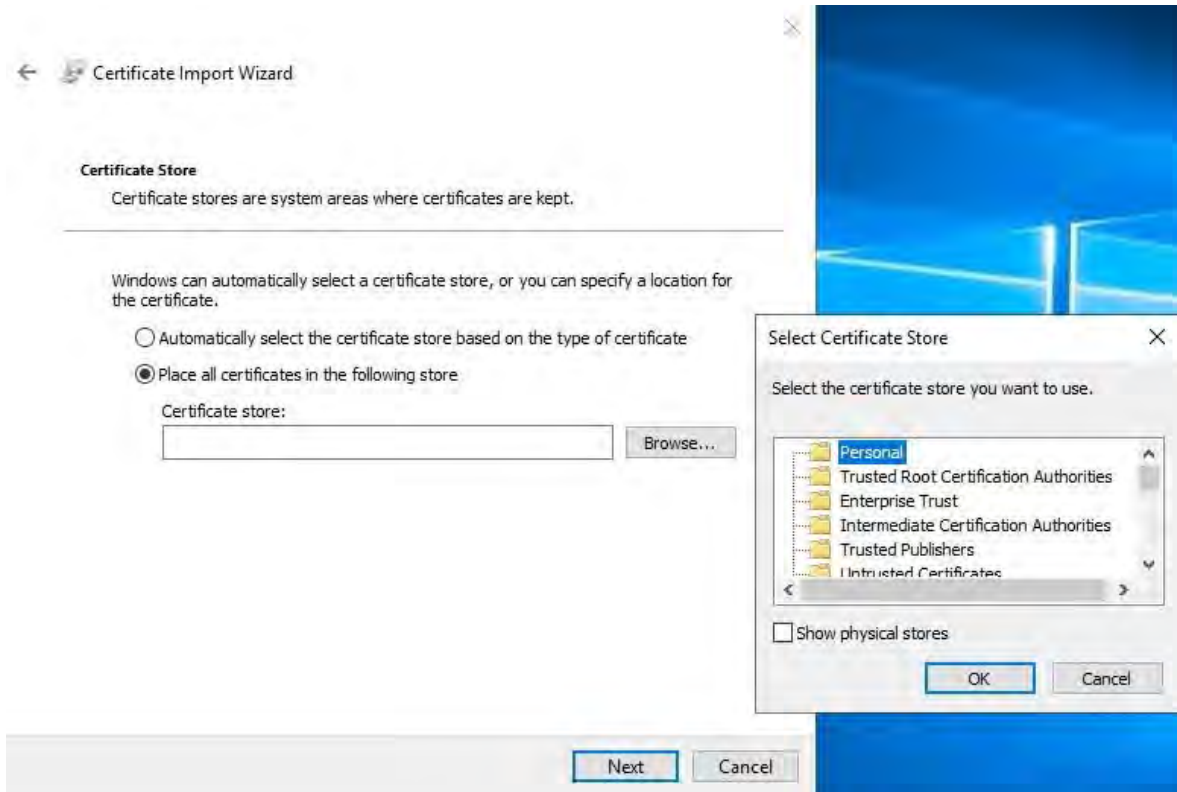 Certificate Import Wizard
Certificate Store
Certificate stores are system areas where certificates are kept.
Windows can automatically select a certificate store, or you can specify a location for
the certificate.
Automatically select the certificate store based on the type of certificate
Place all certificates in the following store
Certificate store:
Browse...
Next
Cancel
Select Certificate Store
Select the certificate store you want to use.
Personal
Trusted Root Certification Authorities
Enterprise Trust
Intermediate Certification Authorities
Trusted Publishers
Untrusted Certificates
Show physical stores
OK
Cancel